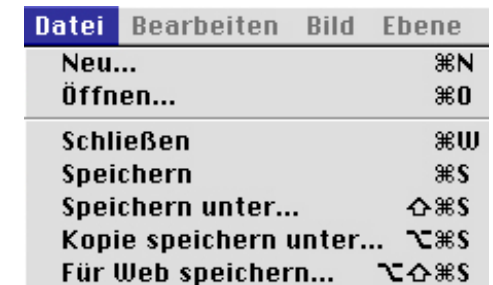 Datei Bearbeiten Bild Ebene
Neu... ⌘N
Öffnen... ⌘O
Schließen ⌘W
Speichern ⌘S
Speichern unter... ⇧⌘S
Kopie speichern unter... ⌥⌘S
Für Web speichern... ⌥⇧⌘S